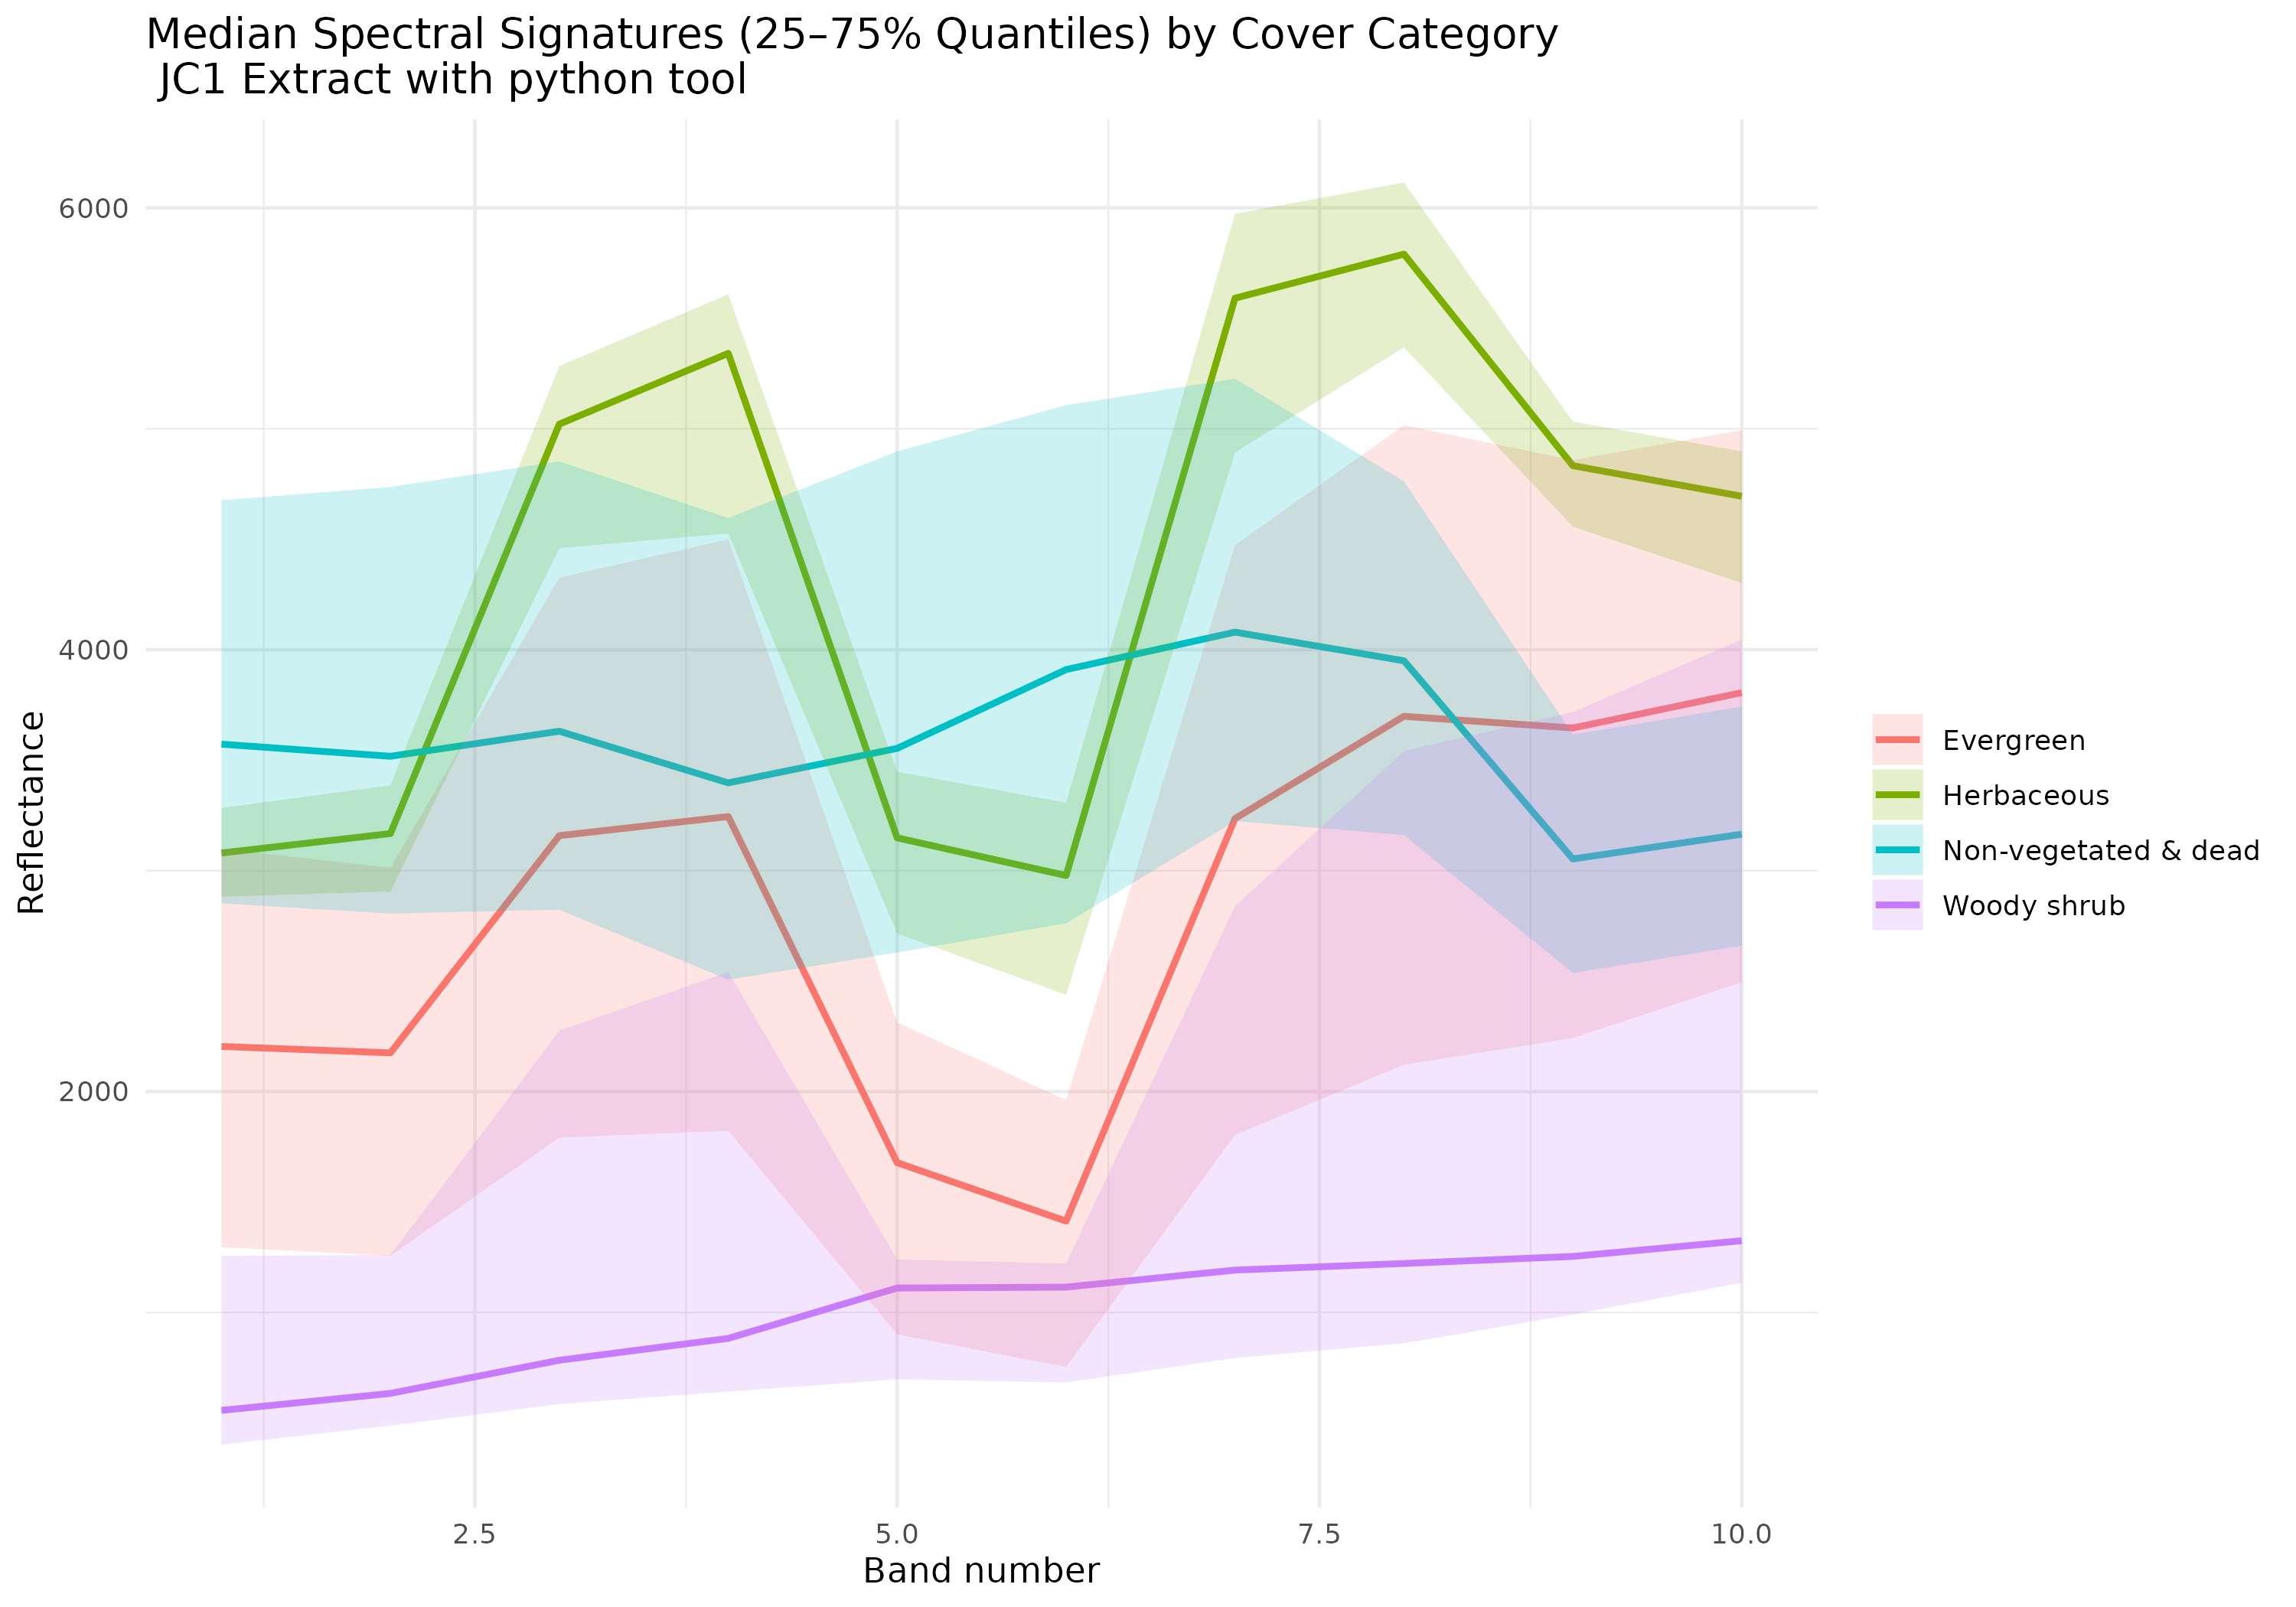 Median Spectral Signatures (25–75% Quantiles) by Cover Category
JC1 Extract with python tool
Reflectance
6000
4000
2000
2.5
5.0
7.5
10.0
Band number
Evergreen
Herbaceous
Non-vegetated & dead
Woody shrub